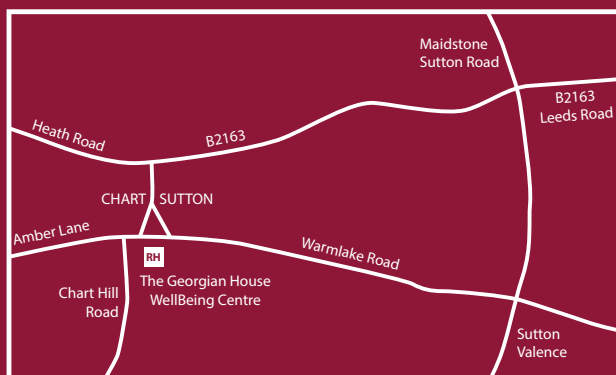 Maidstone
Sutton Road
B2163
Leeds Road
Heath Road
B2163
CHART SUTTON
Amber Lane
Warmlake Road
RH
The Georgian House
WellBeing Centre
Chart Hill
Road
Sutton
Valence